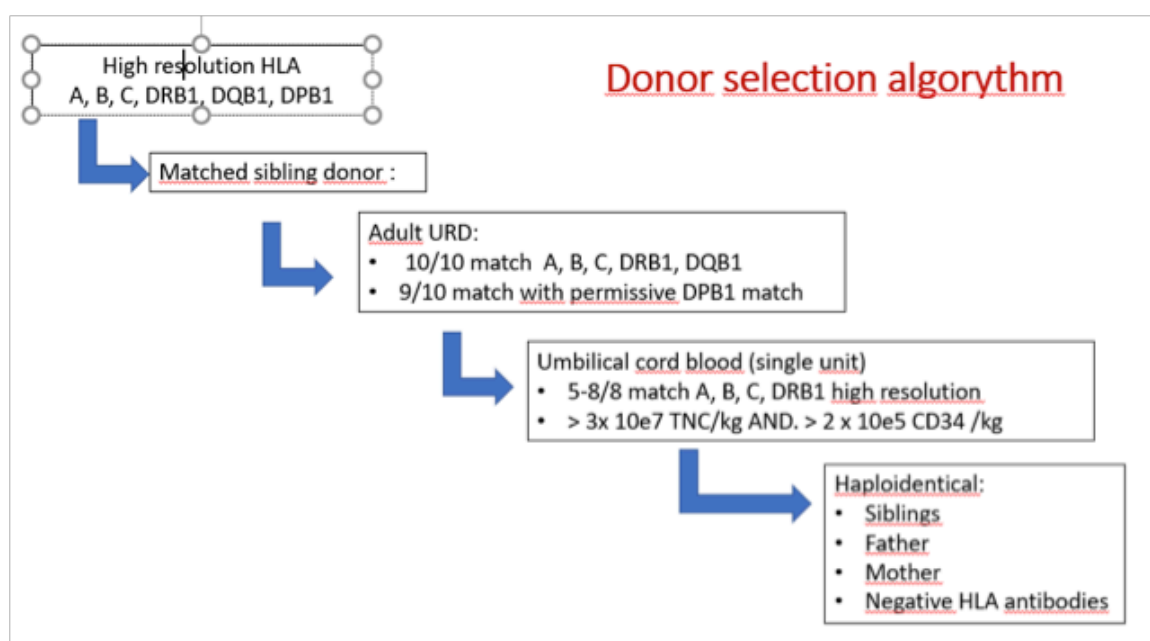 High resolution HLA
A, B, C, DRB1, DQB1, DPB1
Donor selection algorythm
Matched sibling donor :
Adult URD:
• 10/10 match A, B, C, DRB1, DQB1
• 9/10 match with permissive DPB1 match
Umbilical cord blood (single unit)
• 5-8/8 match A, B, C, DRB1 high resolution
• > 3x 10e7 TNC/kg AND. > 2 x 10e5 CD34 /kg
Haploidentical:
• Siblings
• Father
• Mother
• Negative HLA antibodies